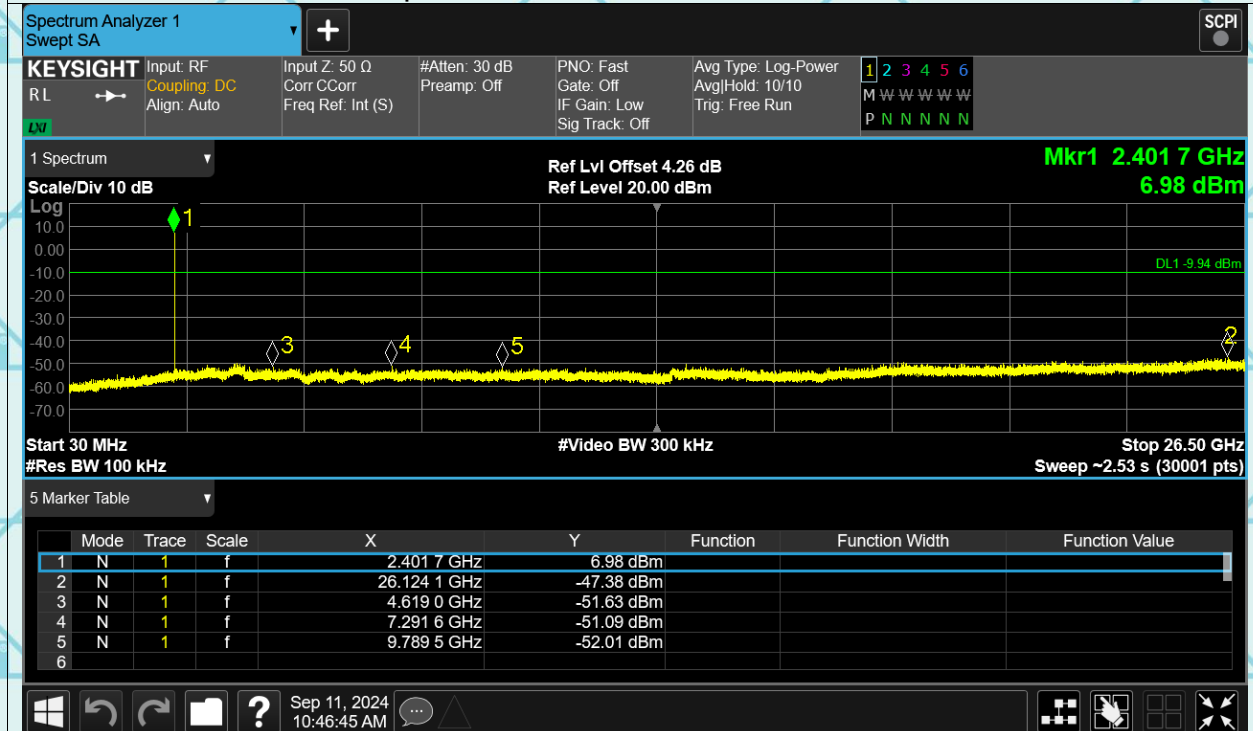 Spectrum Analyzer 1
Swept SA
+
SCPI
KEYSIGHT
RL
LXI
Input: RF
Coupling: DC
Align: Auto
Input Z: 50 Ω
Corr CCorr
Freq Ref: Int (S)
#Atten: 30 dB
Preamp: Off
PNO: Fast
Gate: Off
IF Gain: Low
Sig Track: Off
Avg Type: Log-Power
Avg|Hold: 10/10
Trig: Free Run
1 2 3 4 5 6
M W W W W W
P N N N N N
1 Spectrum
Scale/Div 10 dB
Ref Lvl Offset 4.26 dB
Ref Level 20.00 dBm
Mkr1 2.401 7 GHz
6.98 dBm
Log
10.0
0.00
-10.0
-20.0
-30.0
-40.0
-50.0
-60.0
-70.0
1
DL1 -9.94 dBm
3
4
5
2
Start 30 MHz
#Res BW 100 kHz
#Video BW 300 kHz
Stop 26.50 GHz
Sweep ~2.53 s (30001 pts)
5 Marker Table
Mode Trace Scale X Y Function Function Width Function Value
1 N 1 f 2.401 7 GHz 6.98 dBm
2 N 1 f 26.124 1 GHz -47.38 dBm
3 N 1 f 4.619 0 GHz -51.63 dBm
4 N 1 f 7.291 6 GHz -51.09 dBm
5 N 1 f 9.789 5 GHz -52.01 dBm
6
?
Sep 11, 2024
10:46:45 AM